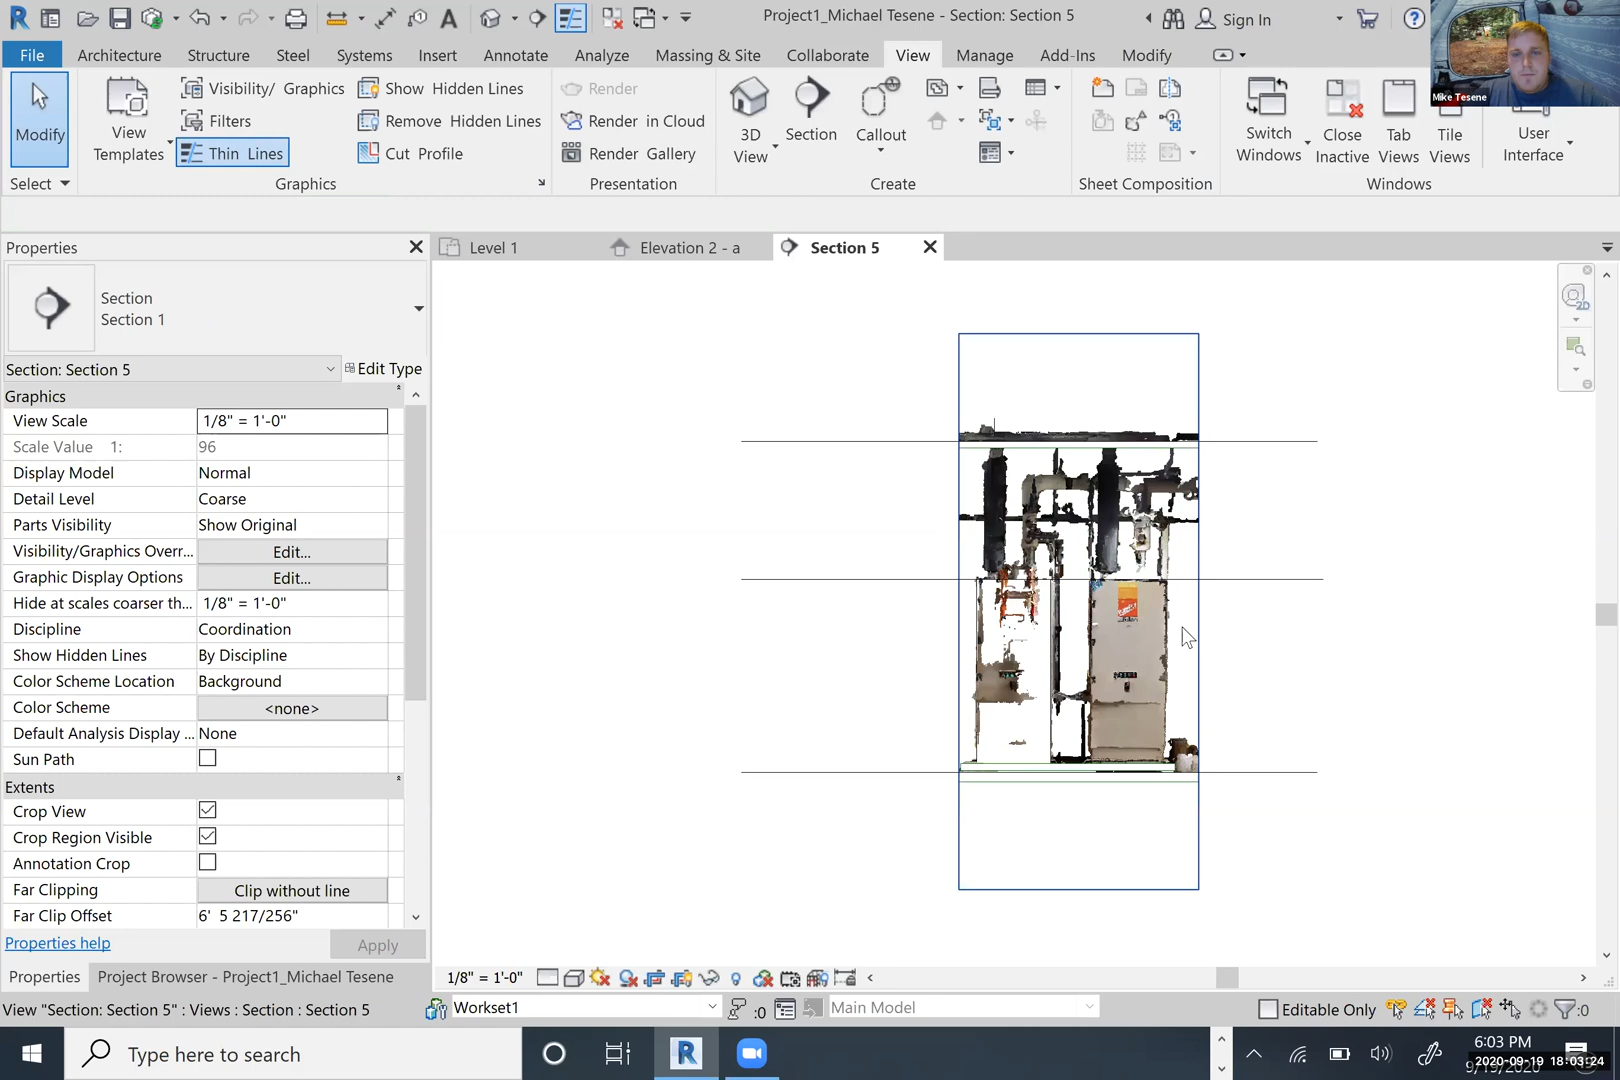 Project1_Michael Tesene - Section: Section 5
Sign In
File Architecture Structure Steel Systems Insert Annotate Analyze Massing & Site Collaborate View Manage Add-Ins Modify
Mike Tesene
Modify
View Templates
Visibility/ Graphics
Filters
Thin Lines
Show Hidden Lines
Remove Hidden Lines
Cut Profile
Render
Render in Cloud
Render Gallery
3D View
Section
Callout
Switch Windows
Close Inactive
Tab Views
Tile Views
User Interface
Select
Graphics
Presentation
Create
Sheet Composition
Windows
Properties
Level 1
Elevation 2 - a
Section 5
Section
Section 1
Section: Section 5
Edit Type
Graphics
View Scale 1/8" = 1'-0"
Scale Value 1: 96
Display Model Normal
Detail Level Coarse
Parts Visibility Show Original
Visibility/Graphics Overr... Edit...
Graphic Display Options Edit...
Hide at scales coarser th... 1/8" = 1'-0"
Discipline Coordination
Show Hidden Lines By Discipline
Color Scheme Location Background
Color Scheme <none>
Default Analysis Display ... None
Sun Path
Extents
Crop View
Crop Region Visible
Annotation Crop
Far Clipping Clip without line
Far Clip Offset 6' 5 217/256"
Properties help
Apply
Properties
Project Browser - Project1_Michael Tesene
1/8" = 1'-0"
View "Section: Section 5" : Views : Section : Section 5
Workset1
:0
Main Model
Editable Only
:0
Type here to search
6:03 PM
9/19/2020
2020-09-19 18:03:24